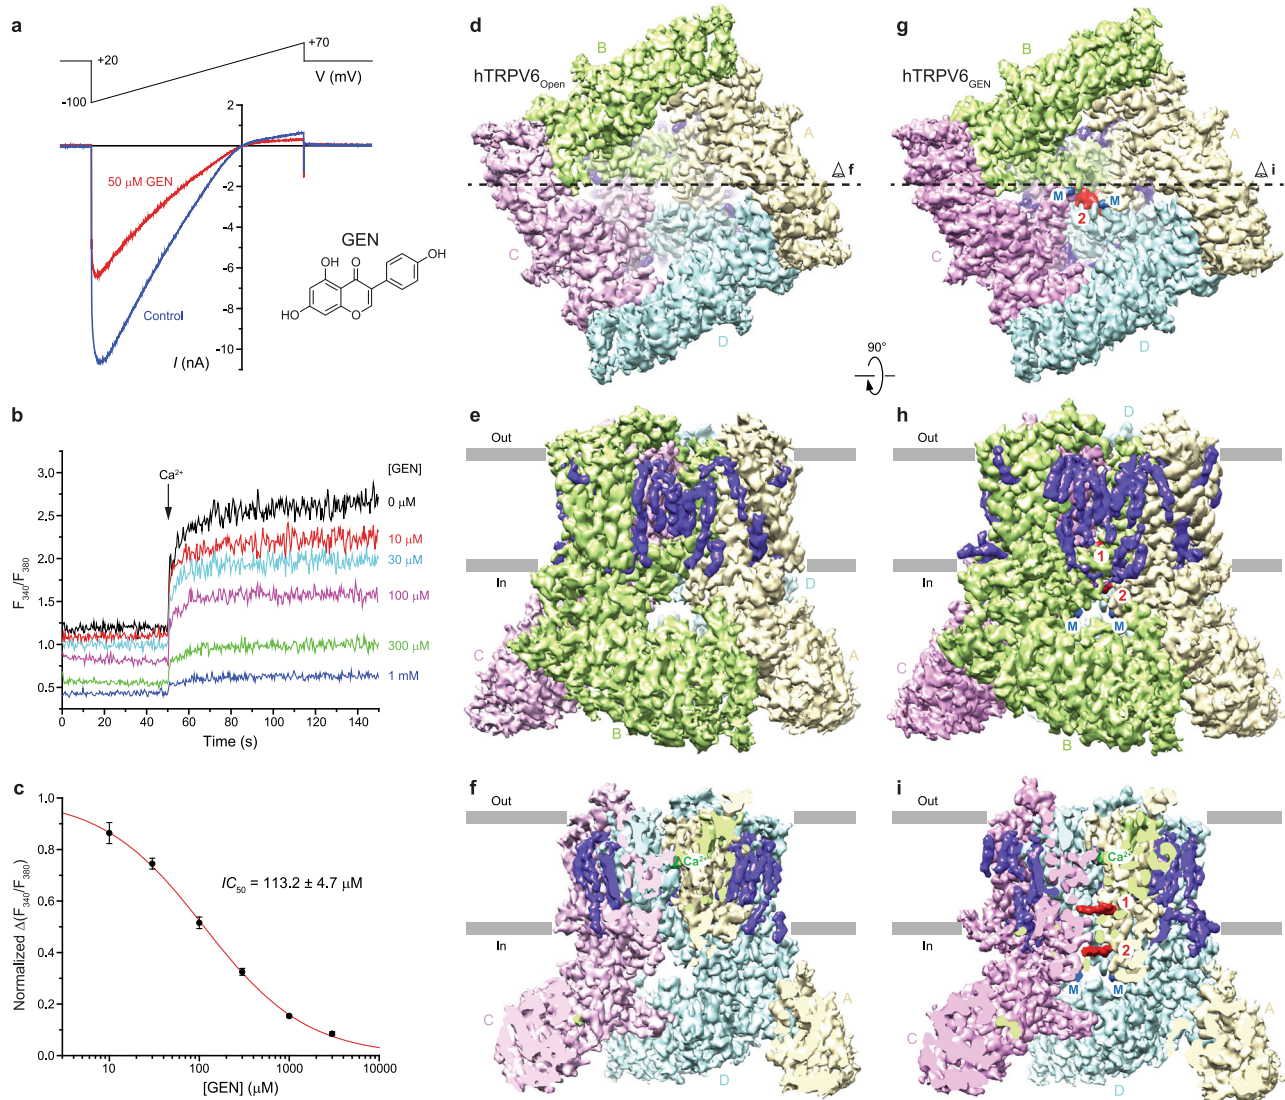 a
+20
+70
V (mV)
-100
2
-2
-4
-6
-8
-10
50 μM GEN
Control
I (nA)
GEN
OH
O
OH
HO
O
b
Ca²⁺
[GEN]
0 μM
10 μM
30 μM
100 μM
300 μM
1 mM
3.0
2.5
2.0
1.5
1.0
0.5
F₃₄₀/F₃₈₀
0 20 40 60 80 100 120 140
Time (s)
c
1.0
0.8
0.6
0.4
0.2
0.0
Normalized Δ(F₃₄₀/F₃₈₀)
IC₅₀ = 113.2 ± 4.7 μM
10 100 1000 10000
[GEN] (μM)
d
hTRPV6Open
B
A
C
D
f
g
hTRPV6GEN
B
A
C
D
M
M
2
i
90°
e
Out
In
D
C
A
B
h
D
Out
In
1
2
M
M
C
A
B
f
Out
In
Ca²⁺
C
A
D
i
Out
In
Ca²⁺
1
2
M
M
C
A
D